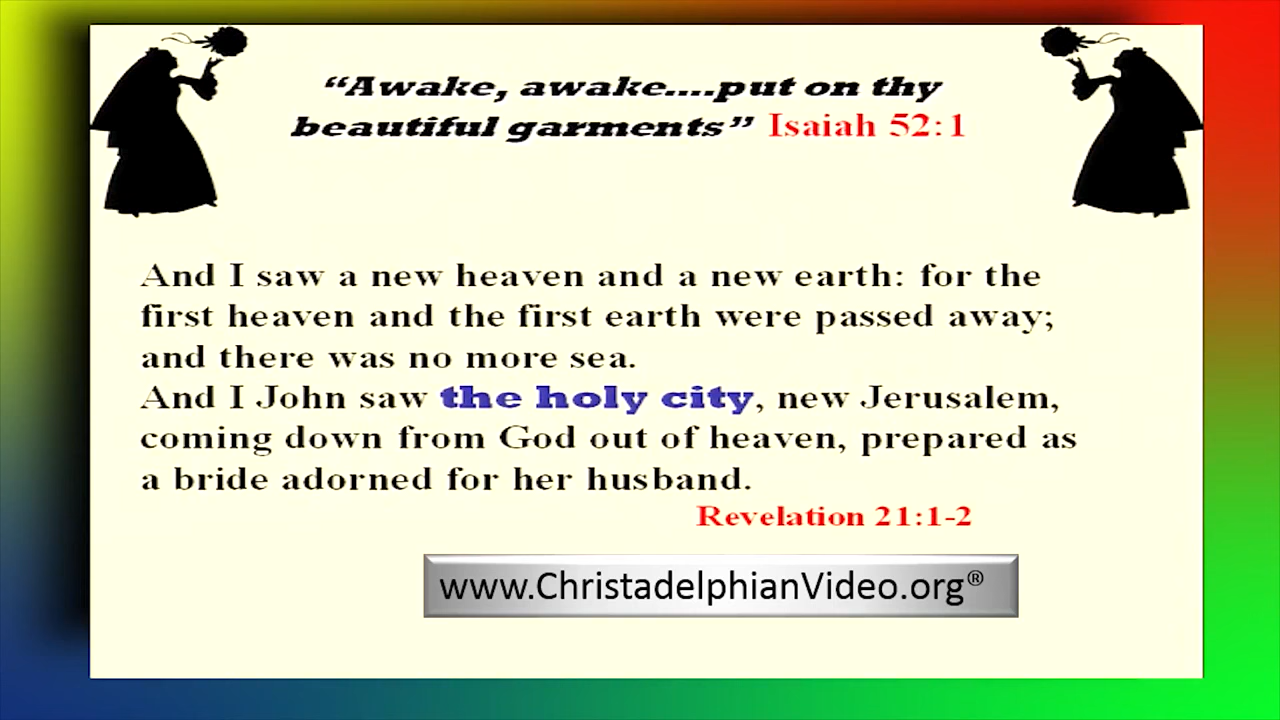 “Awake, awake....put on thy
beautiful garments” Isaiah 52:1
And I saw a new heaven and a new earth: for the
first heaven and the first earth were passed away;
and there was no more sea.
And I John saw the holy city, new Jerusalem,
coming down from God out of heaven, prepared as
a bride adorned for her husband.
Revelation 21:1-2
www.ChristadelphianVideo.org®